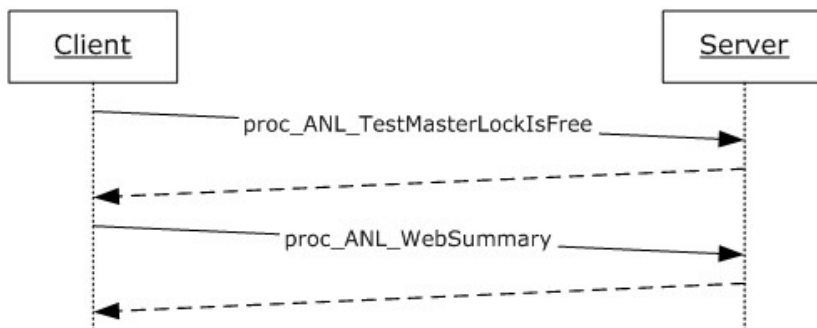 Client
Server
proc_ANL_TestMasterLockIsFree
proc_ANL_WebSummary